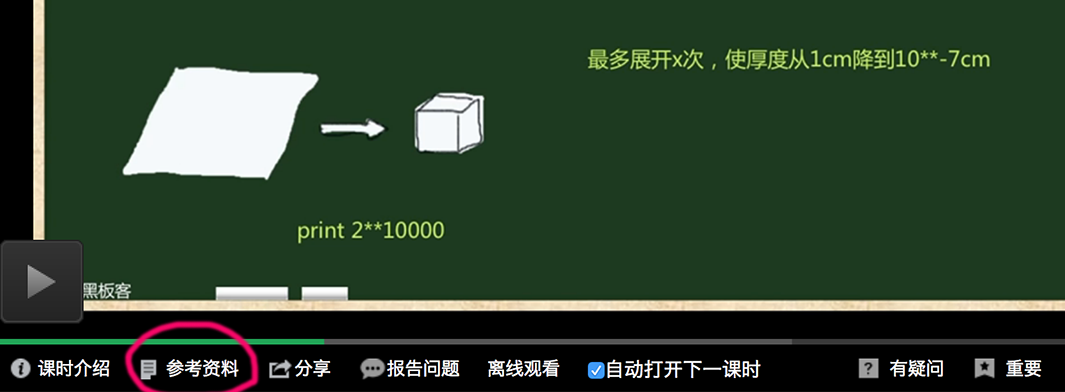 最多展开x次，使厚度从1cm降到10**-7cm
print 2**10000
黑板客
课时介绍 参考资料 分享 报告问题 离线观看 自动打开下一课时 有疑问 重要